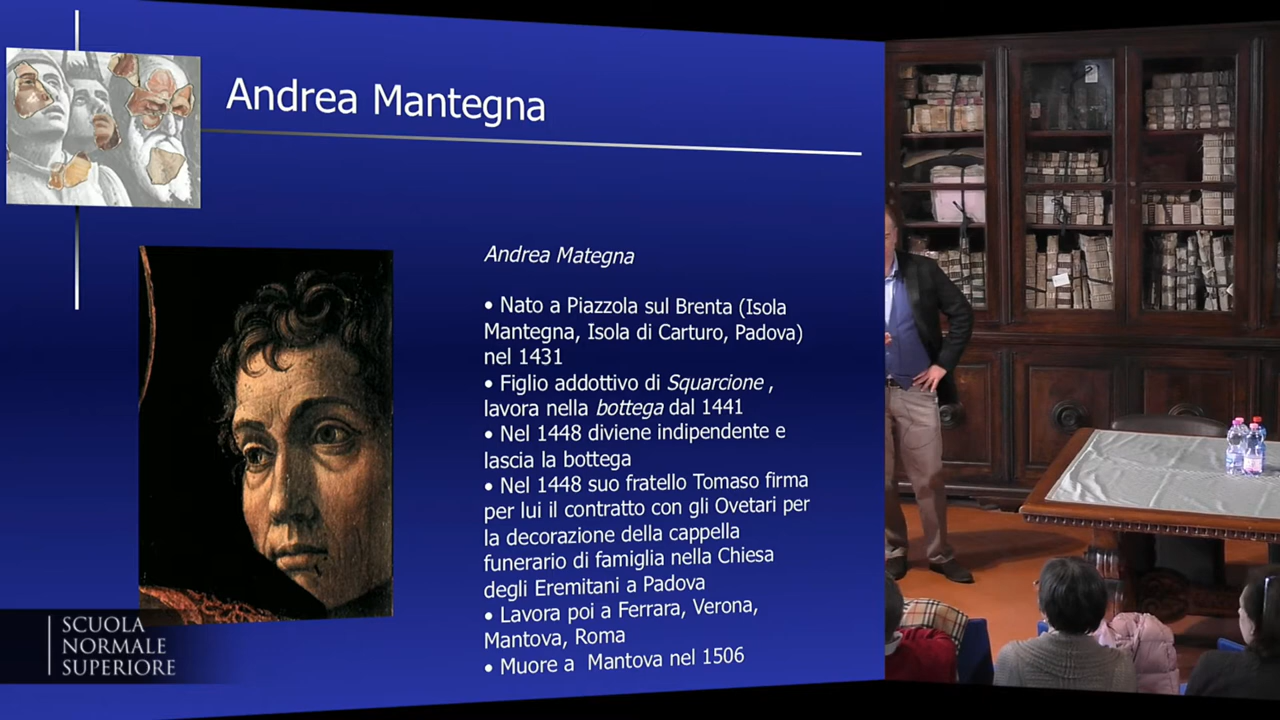 Andrea Mantegna
Andrea Mategna
• Nato a Piazzola sul Brenta (Isola
Mantegna, Isola di Carturo, Padova)
nel 1431
• Figlio addottivo di Squarcione ,
lavora nella bottega dal 1441
• Nel 1448 diviene indipendente e
lascia la bottega
• Nel 1448 suo fratello Tomaso firma
per lui il contratto con gli Ovetari per
la decorazione della cappella
funerario di famiglia nella Chiesa
degli Eremitani a Padova
• Lavora poi a Ferrara, Verona,
Mantova, Roma
• Muore a Mantova nel 1506
SCUOLA
NORMALE
SUPERIORE